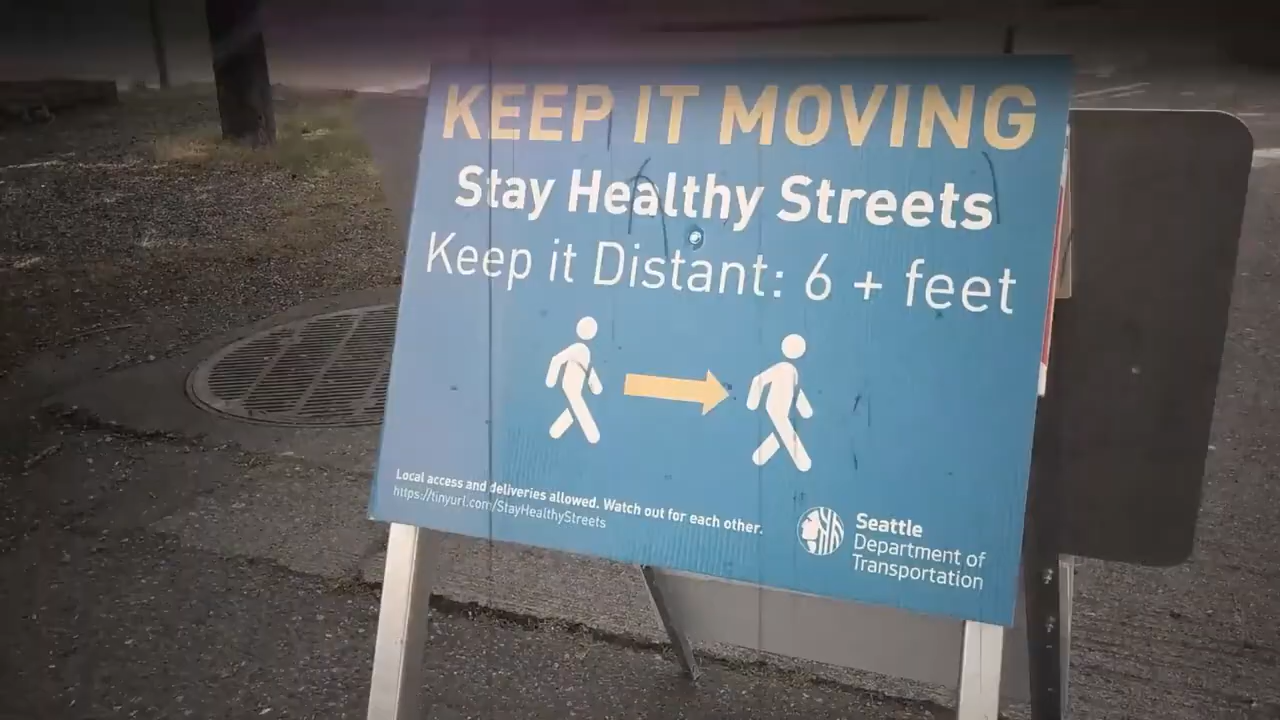 KEEP IT MOVING
Stay Healthy Streets
Keep it Distant: 6 + feet
Local access and deliveries allowed. Watch out for each other.
https://tinyurl.com/StayHealthyStreets
Seattle
Department of
Transportation